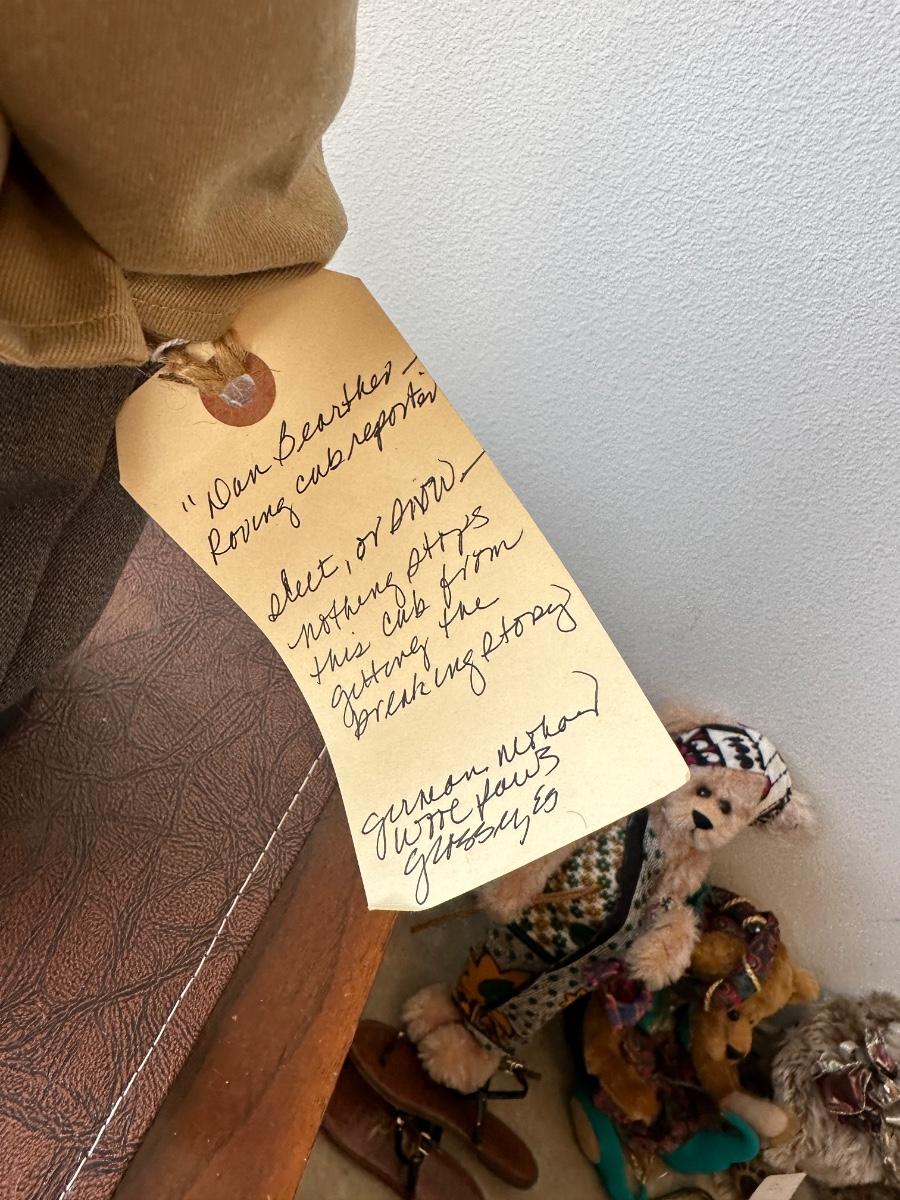 "Dan Bearther —
Roving cub reporter
sleet, or snow —
nothing stops
this cub from
getting the
breaking story)
german mohair
wool paws
glass eyes